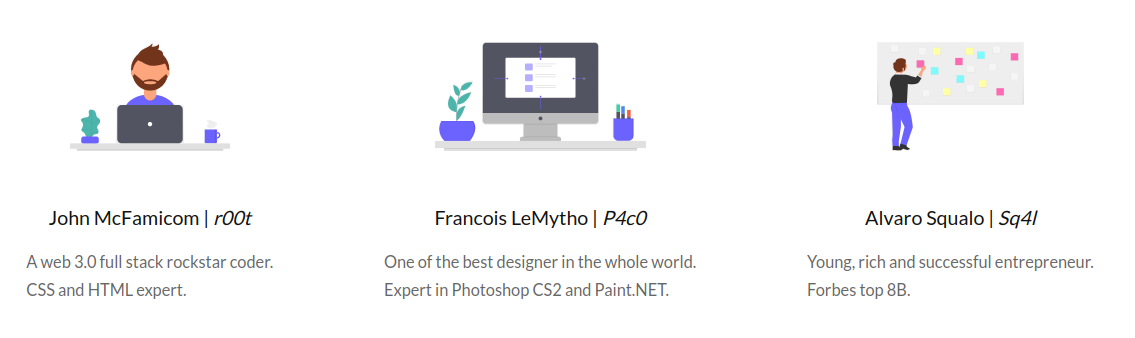 John McFamicom | r00t
A web 3.0 full stack rockstar coder.
CSS and HTML expert.
Francois LeMytho | P4c0
One of the best designer in the whole world.
Expert in Photoshop CS2 and Paint.NET.
Alvaro Squalo | Sq4l
Young, rich and successful entrepreneur.
Forbes top 8B.